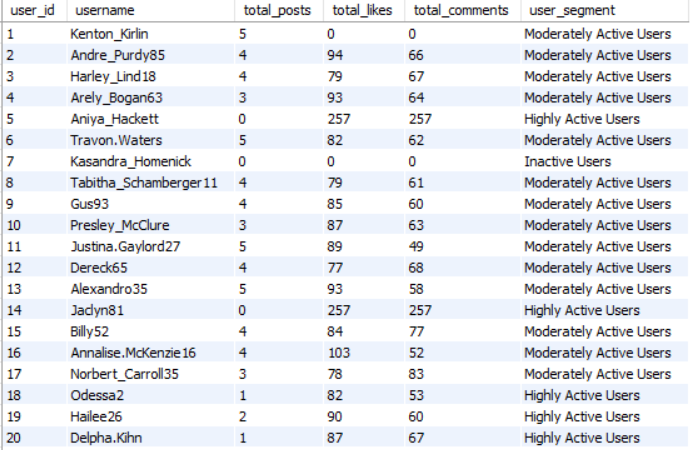 user_id username total_posts total_likes total_comments user_segment
1 Kenton_Kirlin 5 0 0 Moderately Active Users
2 Andre_Purdy85 4 94 66 Moderately Active Users
3 Harley_Lind18 4 79 67 Moderately Active Users
4 Arely_Bogan63 3 93 64 Moderately Active Users
5 Aniya_Hackett 0 257 257 Highly Active Users
6 Travon.Waters 5 82 62 Moderately Active Users
7 Kasandra_Homenick 0 0 0 Inactive Users
8 Tabitha_Schamberger11 4 79 61 Moderately Active Users
9 Gus93 4 85 60 Moderately Active Users
10 Presley_McClure 3 87 63 Moderately Active Users
11 Justina.Gaylord27 5 89 49 Moderately Active Users
12 Dereck65 4 77 68 Moderately Active Users
13 Alexandro35 5 93 58 Moderately Active Users
14 Jaclyn81 0 257 257 Highly Active Users
15 Billy52 4 84 77 Moderately Active Users
16 Annalise.McKenzie16 4 103 52 Moderately Active Users
17 Norbert_Carroll35 3 78 83 Moderately Active Users
18 Odessa2 1 82 53 Highly Active Users
19 Hailee26 2 90 60 Highly Active Users
20 Delpha.Kihn 1 87 67 Highly Active Users